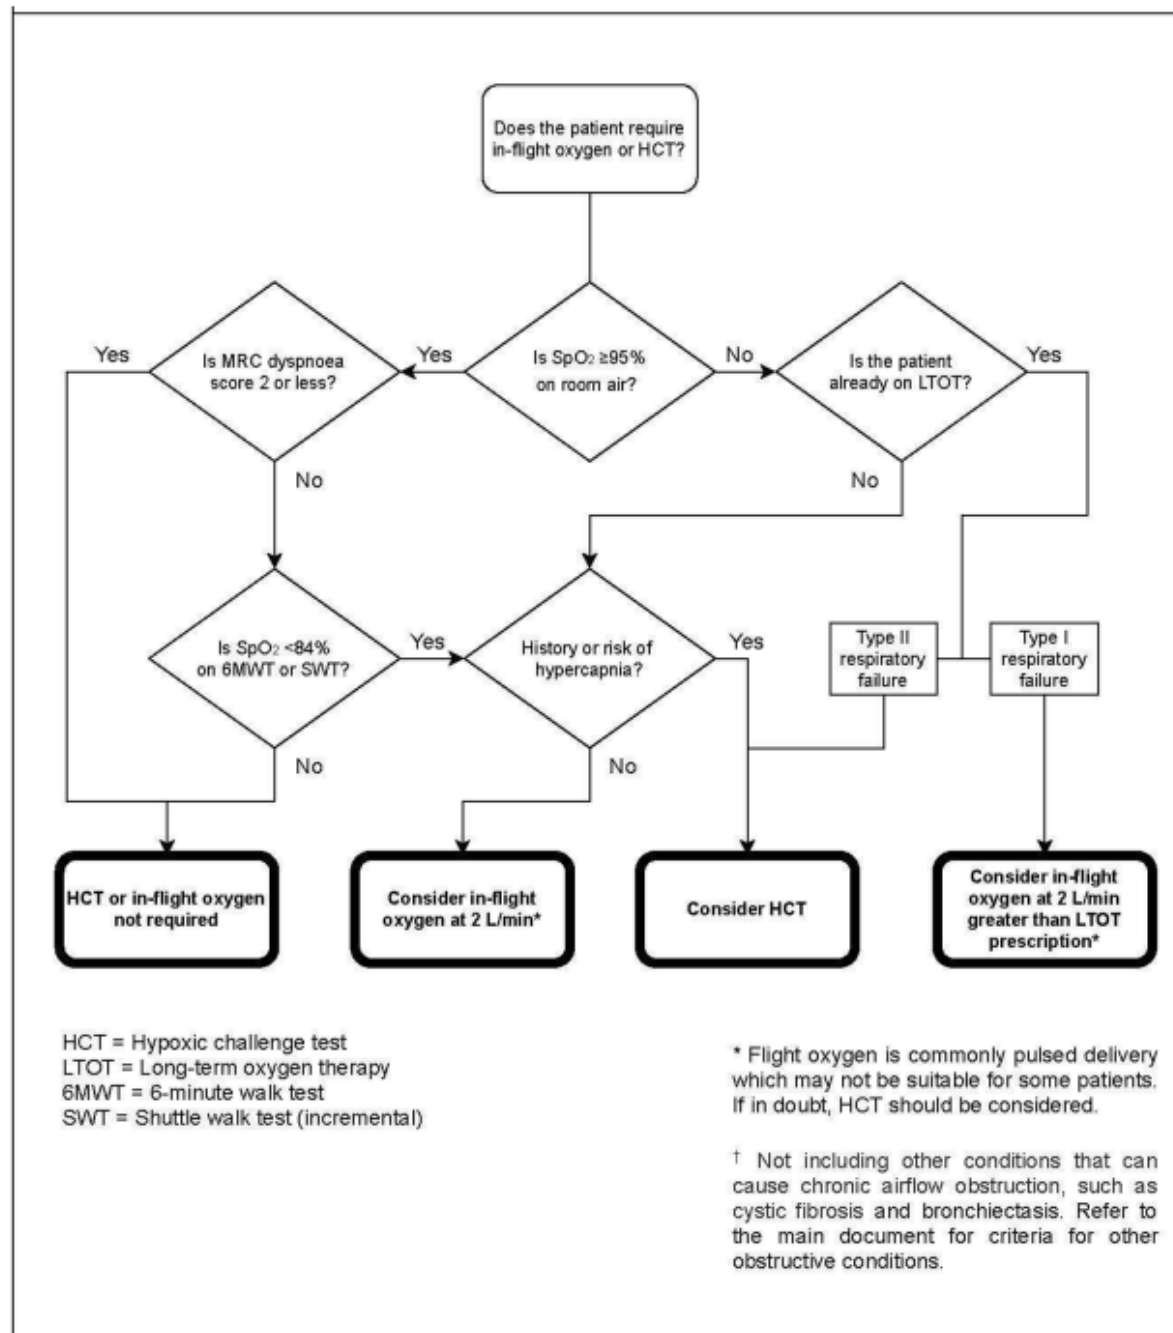 Does the patient require
in-flight oxygen or HCT?
Yes
Is MRC dyspnoea
score 2 or less?
Yes
Is SpO₂ ≥95%
on room air?
No
Is the patient
already on LTOT?
Yes
No
No
Is SpO₂ <84%
on 6MWT or SWT?
Yes
History or risk of
hypercapnia?
Yes
Type II
respiratory
failure
Type I
respiratory
failure
No
No
HCT or in-flight oxygen
not required
Consider in-flight
oxygen at 2 L/min*
Consider HCT
Consider in-flight
oxygen at 2 L/min
greater than LTOT
prescription*
HCT = Hypoxic challenge test
LTOT = Long-term oxygen therapy
6MWT = 6-minute walk test
SWT = Shuttle walk test (incremental)
* Flight oxygen is commonly pulsed delivery
which may not be suitable for some patients.
If in doubt, HCT should be considered.
† Not including other conditions that can
cause chronic airflow obstruction, such as
cystic fibrosis and bronchiectasis. Refer to
the main document for criteria for other
obstructive conditions.